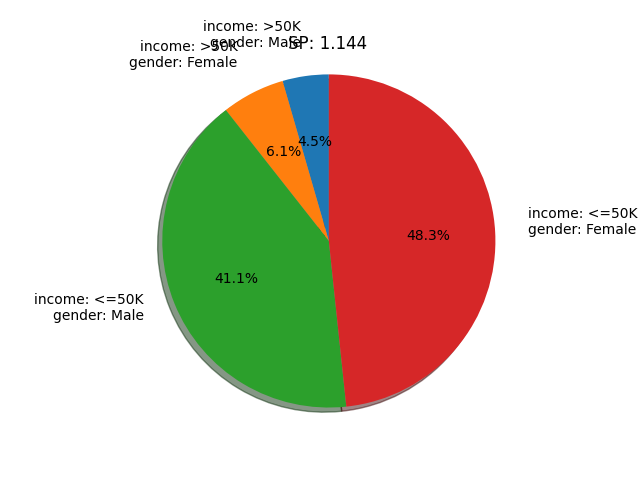 SP: 1.144
income: >50K
gender: Male
income: >50K
gender: Female
4.5%
6.1%
48.3%
income: <=50K
gender: Female
41.1%
income: <=50K
gender: Male